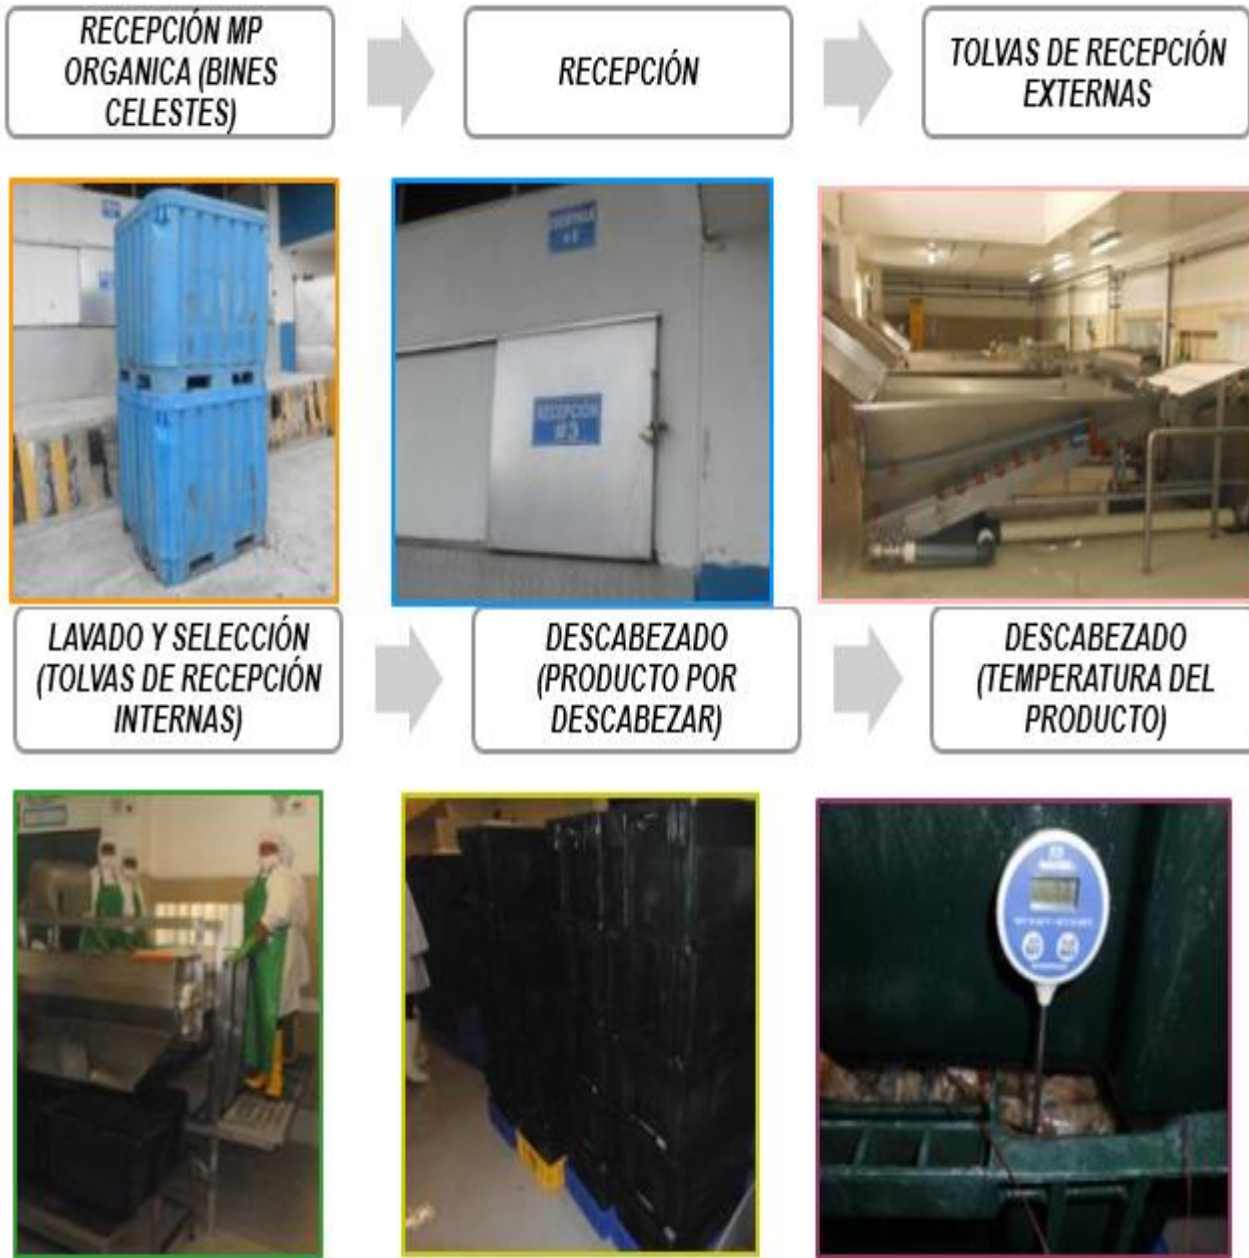 RECEPCIÓN MP
ORGANICA (BINES
CELESTES)
RECEPCIÓN
TOLVAS DE RECEPCIÓN
EXTERNAS
RECEPCIÓN
#3
LAVADO Y SELECCIÓN
(TOLVAS DE RECEPCIÓN
INTERNAS)
DESCABEZADO
(PRODUCTO POR
DESCABEZAR)
DESCABEZADO
(TEMPERATURA DEL
PRODUCTO)